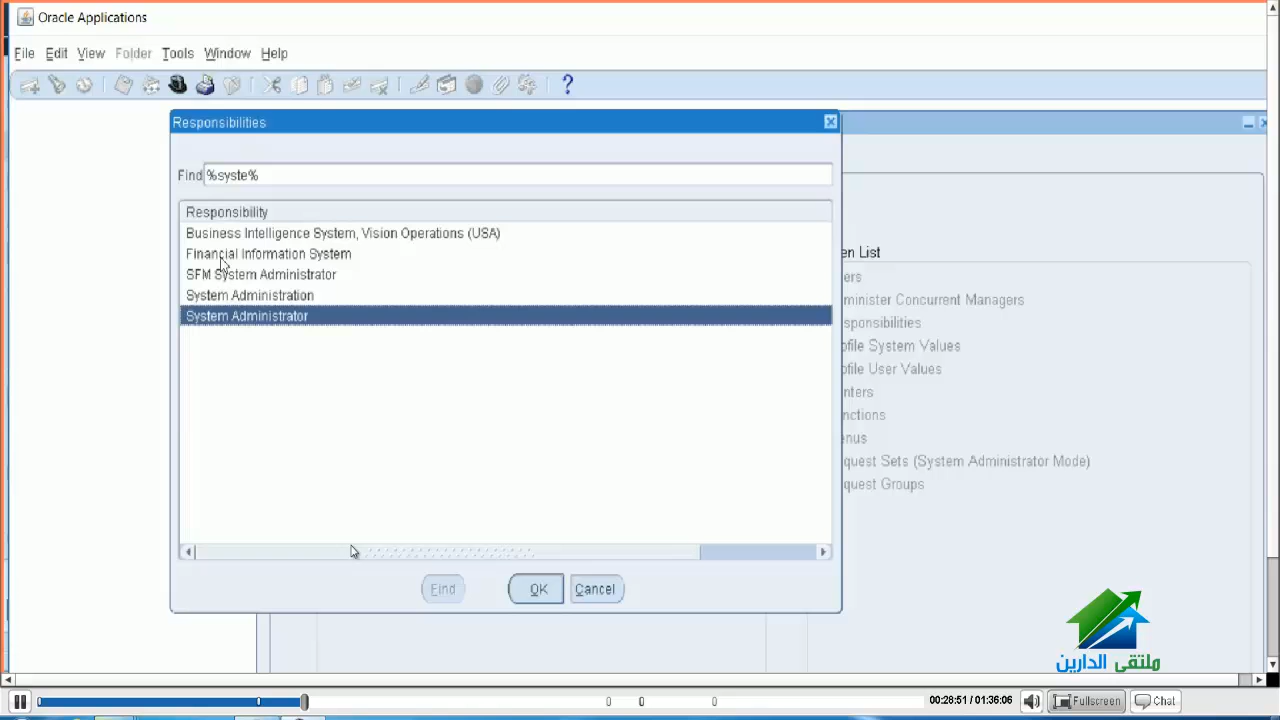 Oracle Applications
File Edit View Folder Tools Window Help
?
Responsibilities
Find %syste%
Responsibility
Business Intelligence System, Vision Operations (USA)
Financial Information System
SFM System Administrator
System Administration
System Administrator
Find OK Cancel
en List
ers
minister Concurrent Managers
sponsibilities
ofile System Values
ofile User Values
nters
nctions
enus
quest Sets (System Administrator Mode)
quest Groups
ملتقى الدارين
00:28:51 / 01:36:06 Fullscreen Chat